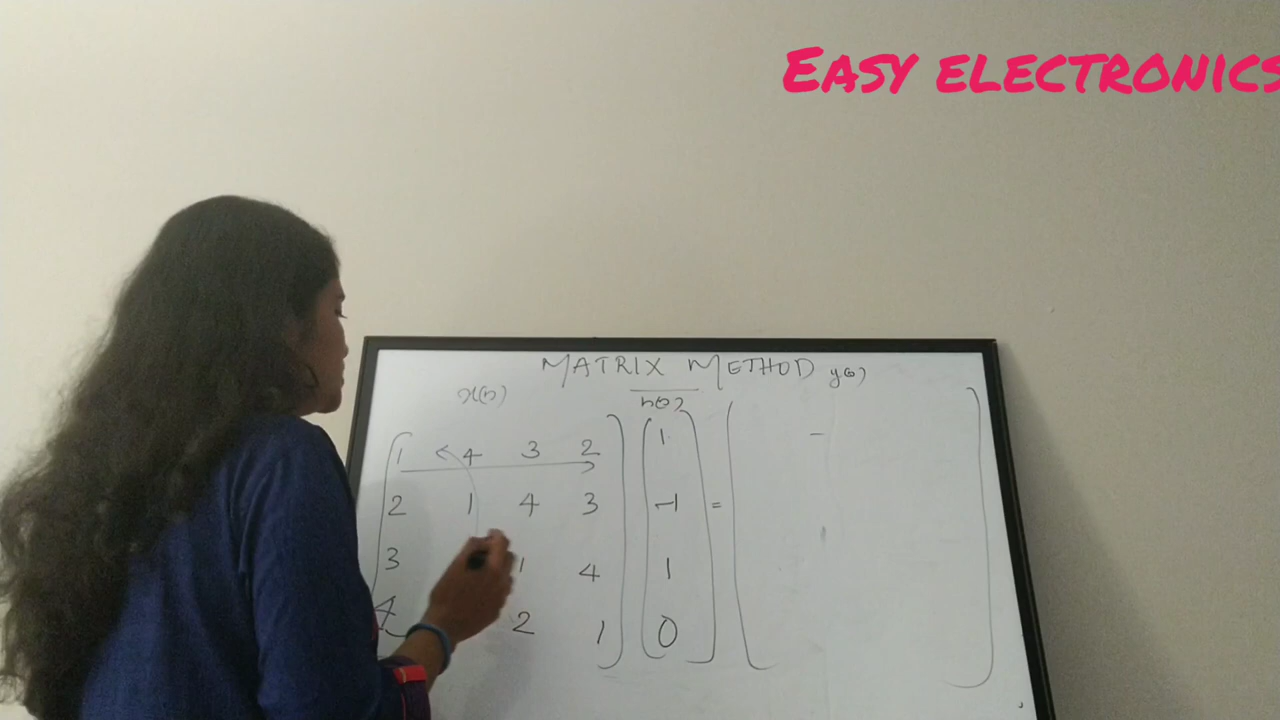 EASY ELECTRONICS
MATRIX METHOD y(n)
x(n) h(n)
1 4 3 2 1 -
2 1 4 3 -1 =
3 1 4 1
4 2 1 0